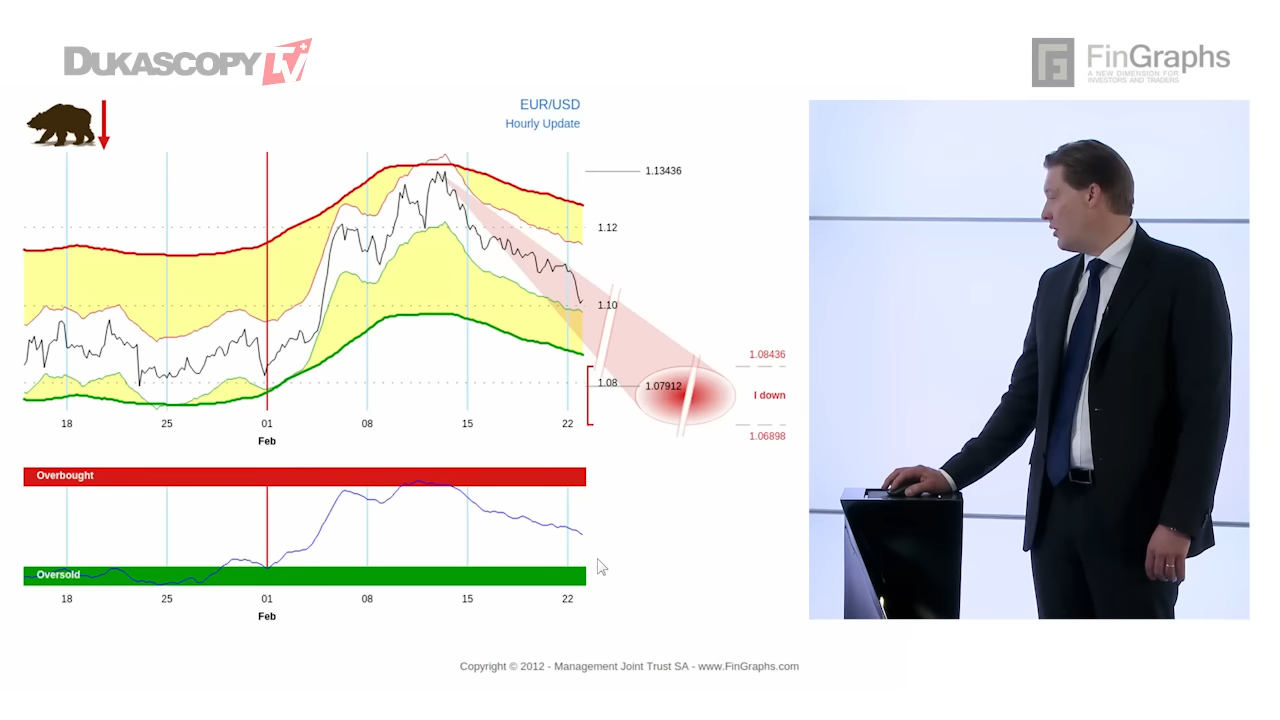 DUKASCOPY TV
FinGraphs
A NEW DIMENSION FOR
INVESTORS AND TRADERS
EUR/USD
Hourly Update
1.13436
1.12
1.10
1.08436
1.08
1.07912
I down
1.06898
18 25 01 08 15 22
Feb
Overbought
Oversold
18 25 01 08 15 22
Feb
Copyright © 2012 - Management Joint Trust SA - www.FinGraphs.com